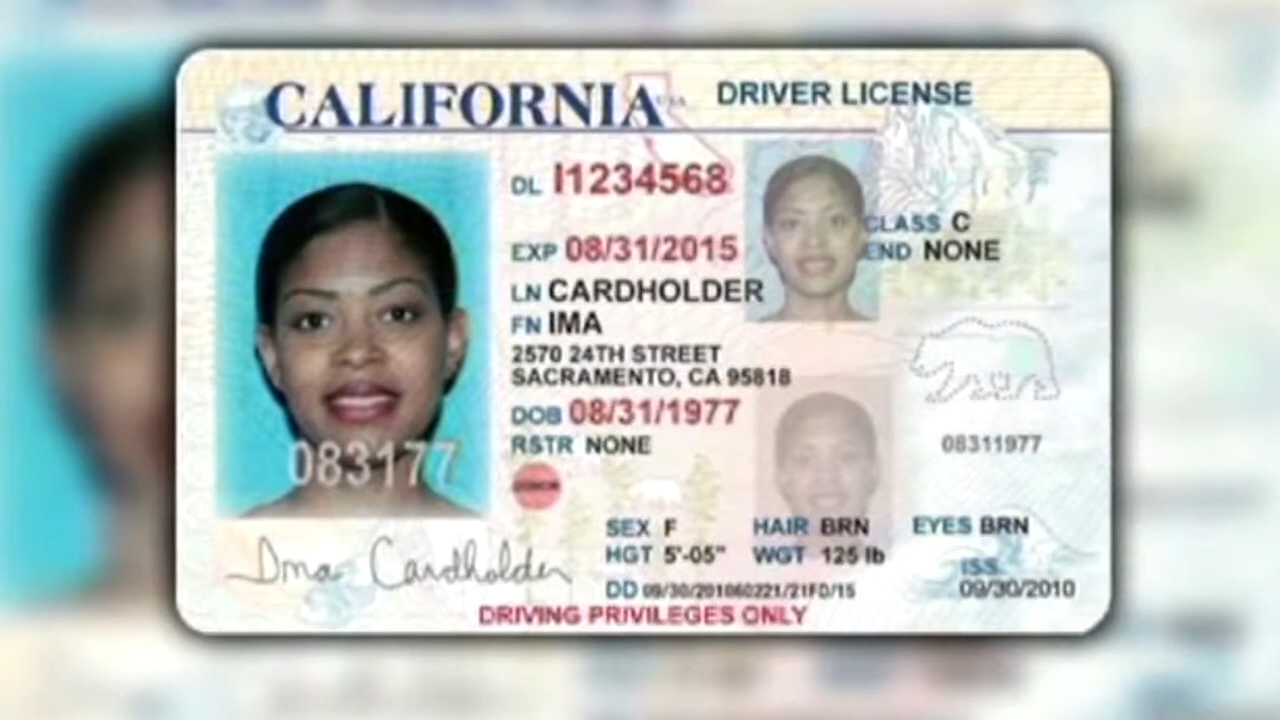 CALIFORNIA DRIVER LICENSE
DL I1234568
CLASS C
EXP 08/31/2015
END NONE
LN CARDHOLDER
FN IMA
2570 24TH STREET
SACRAMENTO, CA 95818
DOB 08/31/1977
RSTR NONE
08311977
083177
DONOR
SEX F HAIR BRN EYES BRN
HGT 5'-05" WGT 125 lb
ISS
DD 09/30/201060221/21FD/15 09/30/2010
Ima Cardholder
DRIVING PRIVILEGES ONLY